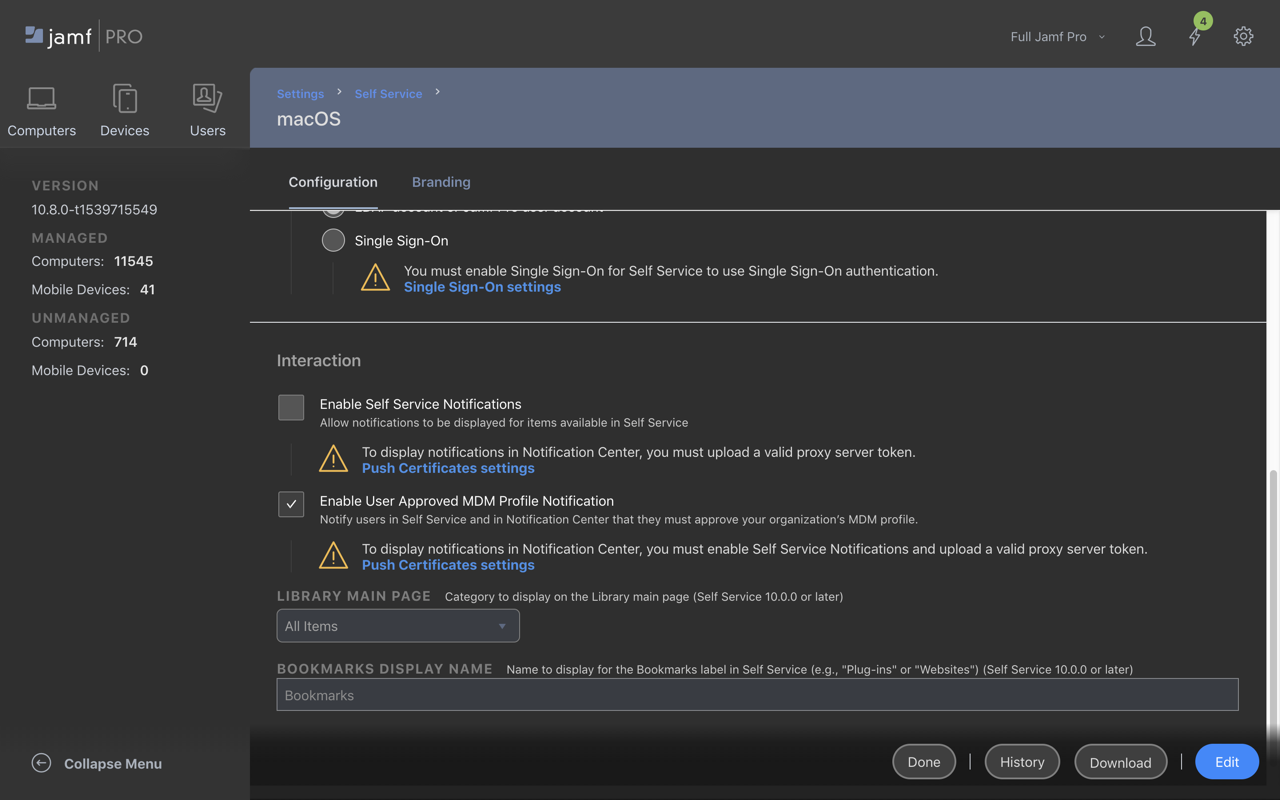 jamf PRO
Full Jamf Pro
4
Computers
Devices
Users
Settings
Self Service
macOS
VERSION
10.8.0-t1539715549
MANAGED
Computers: 11545
Mobile Devices: 41
UNMANAGED
Computers: 714
Mobile Devices: 0
Collapse Menu
Configuration
Branding
Single Sign-On
You must enable Single Sign-On for Self Service to use Single Sign-On authentication.
Single Sign-On settings
Interaction
Enable Self Service Notifications
Allow notifications to be displayed for items available in Self Service
To display notifications in Notification Center, you must upload a valid proxy server token.
Push Certificates settings
Enable User Approved MDM Profile Notification
Notify users in Self Service and in Notification Center that they must approve your organization’s MDM profile.
To display notifications in Notification Center, you must enable Self Service Notifications and upload a valid proxy server token.
Push Certificates settings
LIBRARY MAIN PAGE Category to display on the Library main page (Self Service 10.0.0 or later)
All Items
BOOKMARKS DISPLAY NAME Name to display for the Bookmarks label in Self Service (e.g., "Plug-ins" or "Websites") (Self Service 10.0.0 or later)
Bookmarks
Done
History
Download
Edit